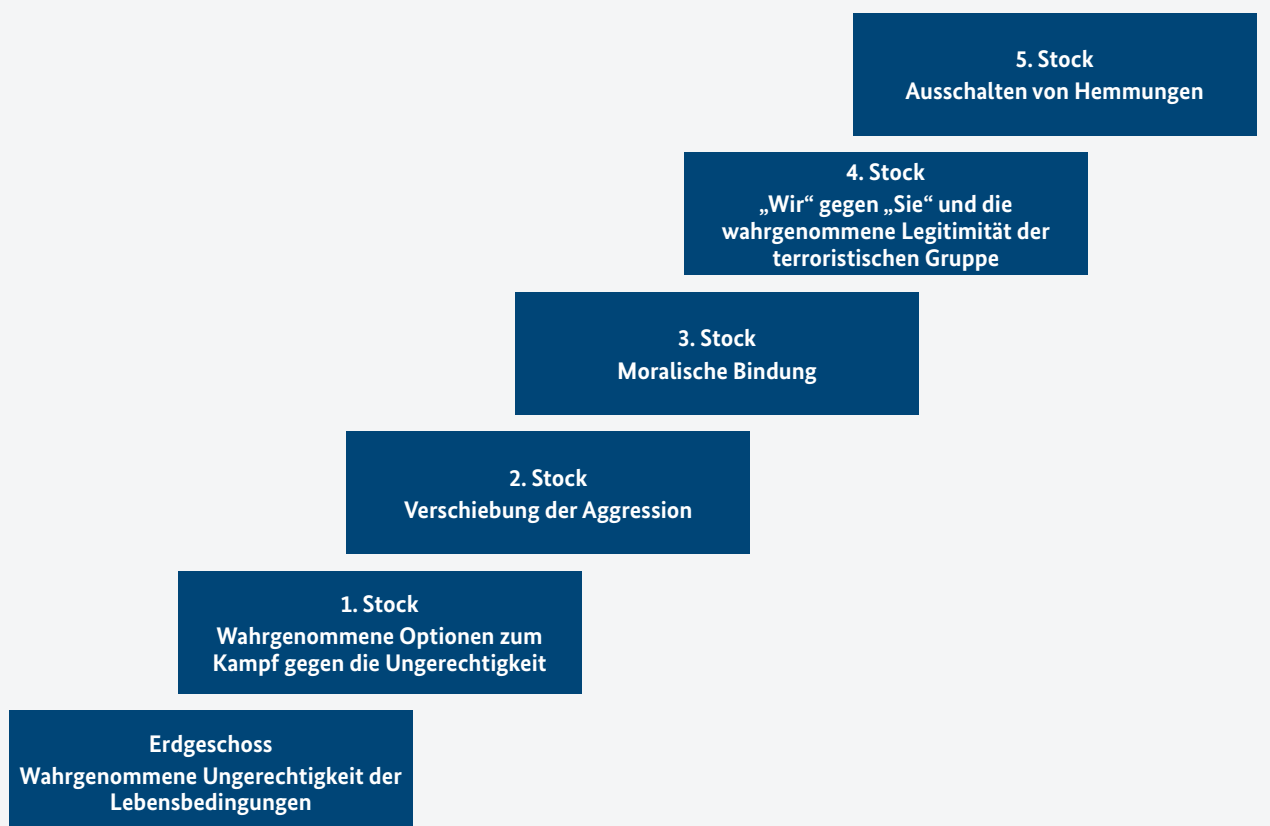 5. Stock
Ausschalten von Hemmungen
4. Stock
„Wir“ gegen „Sie“ und die
wahrgenommene Legitimität der
terroristischen Gruppe
3. Stock
Moralische Bindung
2. Stock
Verschiebung der Aggression
1. Stock
Wahrgenommene Optionen zum
Kampf gegen die Ungerechtigkeit
Erdgeschoss
Wahrgenommene Ungerechtigkeit der
Lebensbedingungen